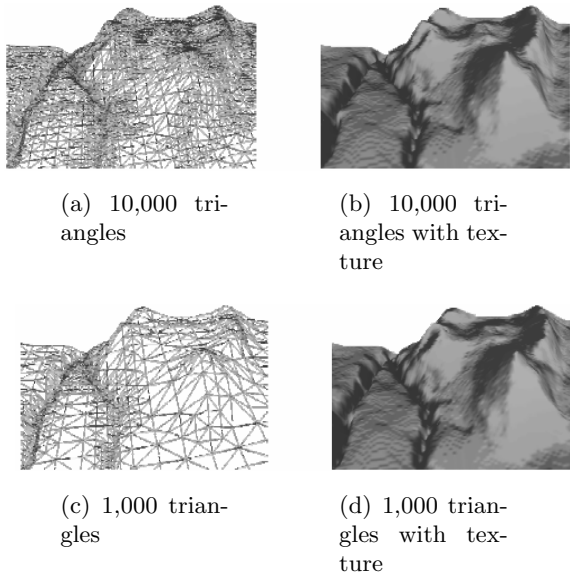 (a) 10,000 tri-
angles
(b) 10,000 tri-
angles with tex-
ture
(c) 1,000 trian-
gles
(d) 1,000 trian-
gles with tex-
ture